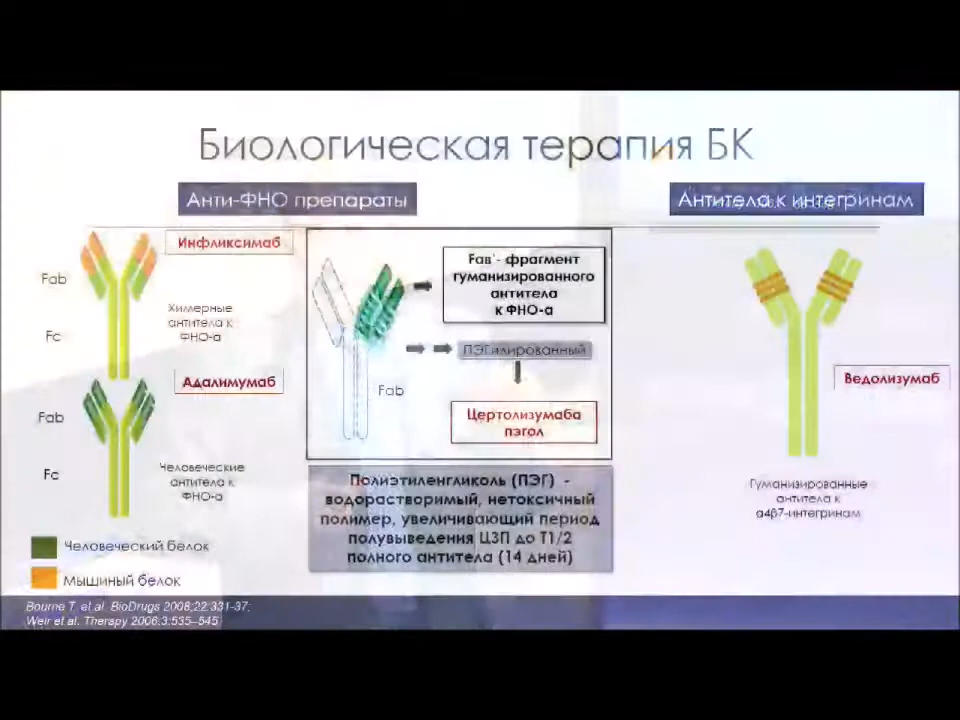 Биологическая терапия БК
Анти-ФНО препараты
Антитела к интегринам
Инфликсимаб
Fab
Fc
Химерные
антитела к
ФНО-α
Адалимумаб
Fab
Fc
Человеческие
антитела к
ФНО-α
Fab'- фрагмент
гуманизированного
антитела
к ФНО-α
ПЭГилированный
Fab
Цертолизумаба
пэгол
Полиэтиленгликоль (ПЭГ) -
водорастворимый, нетоксичный
полимер, увеличивающий период
полувыведения ЦЗП до Т1/2
полного антитела (14 дней)
Ведолизумаб
Гуманизированные
антитела к
α4β7-интегринам
Человеческий белок
Мышиный белок
Bourne T, et al. BioDrugs 2008;22:331-37;
Weir et al. Therapy 2006;3:535–545